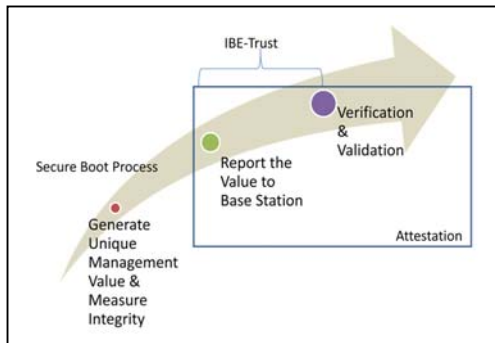 IBE-Trust
Secure Boot Process
Generate
Unique
Management
Value &
Measure
Integrity
Report the
Value to
Base Station
Verification
&
Validation
Attestation